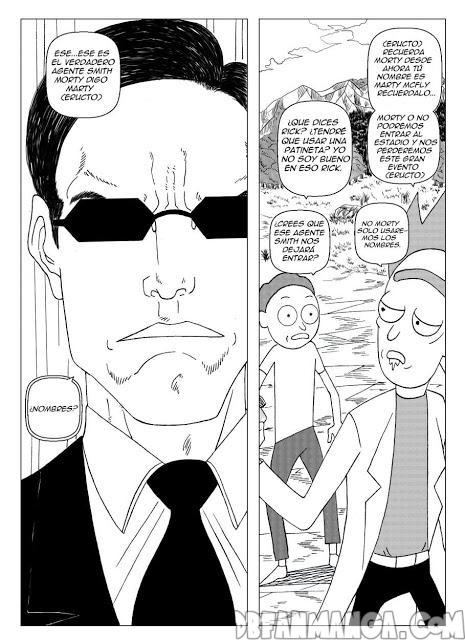 (ERUCTO)
RECUERDA
MORTY DESDE
AHORA TÚ
NOMBRE ES
MARTY MCFLY
RECUERDALO...
MORTY O NO
PODREMOS
ENTRAR AL
ESTADIO Y NOS
PERDEREMOS
ESTE GRAN
EVENTO
(ERUCTO)
¿QUE DICES
RICK? ¿TENDRÉ
QUE USAR UNA
PATINETA? YO
NO SOY BUENO
EN ESO RICK.
NO MORTY
SOLO USARE-
MOS LOS
NOMBRES.
¿CREES QUE
ESE AGENTE
SMITH NOS
DEJARÁ
ENTRAR?
ESE...ESE ES
EL VERDADERO
AGENTE SMITH
MORTY DIGO
MARTY
(ERUCTO)
¿NOMBRES?
DBFANMANGA.COM